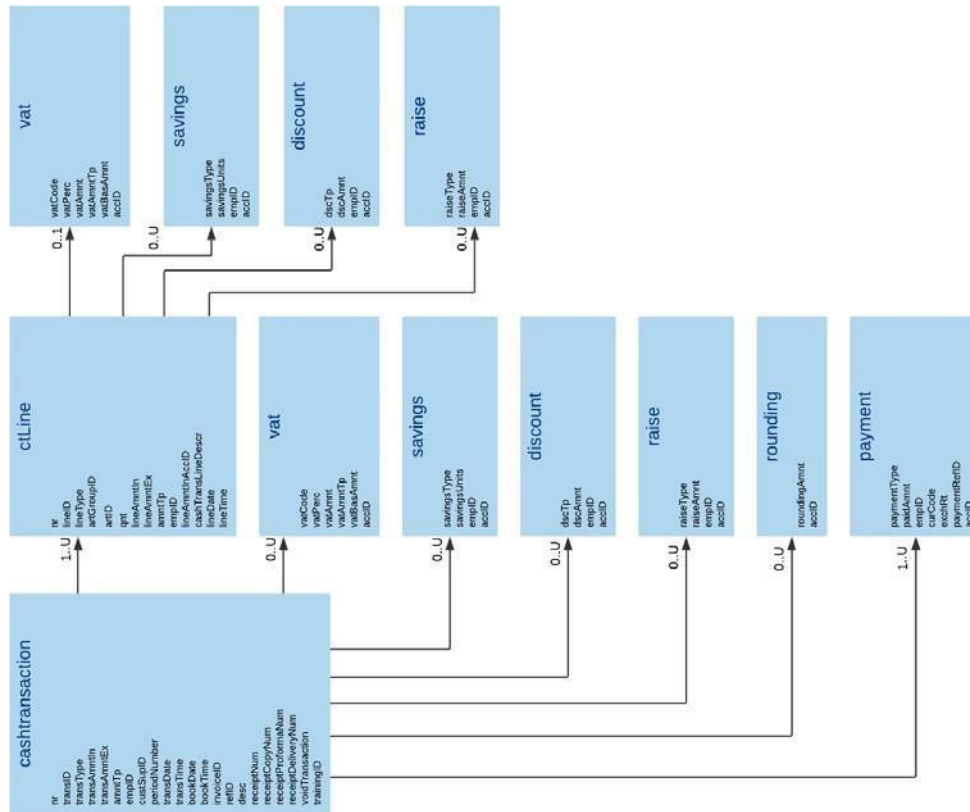 cashtransaction
nr
transID
transType
transAmntIn
transAmntEx
amntTp
empID
custSupID
periodNumber
transDate
transTime
bookDate
bookTime
invoiceID
refID
desc
receiptNum
receiptCopyNum
receiptProformaNum
receiptDeliveryNum
voidTransaction
trainingID
1..U
0..U
0..U
0..U
0..U
0..U
1..U
ctLine
nr
lineID
lineType
artGroupID
artID
qnt
lineAmntIn
lineAmntEx
amntTp
empID
lineAmntInAccID
cashTransLineDescr
lineDate
lineTime
vat
vatCode
vatPerc
vatAmnt
vatAmntTp
vatBasAmnt
accID
savings
savingsType
savingsUnits
empID
accID
discount
dscTp
dscAmnt
empID
accID
raise
raiseType
raiseAmnt
empID
accID
rounding
roundingAmnt
accID
payment
paymentType
paidAmnt
empID
curCode
exchRt
paymentRefID
accID
0..1
0..U
0..U
0..U
vat
vatCode
vatPerc
vatAmnt
vatAmntTp
vatBasAmnt
accID
savings
savingsType
savingsUnits
empID
accID
discount
dscTp
dscAmnt
empID
accID
raise
raiseType
raiseAmnt
empID
accID